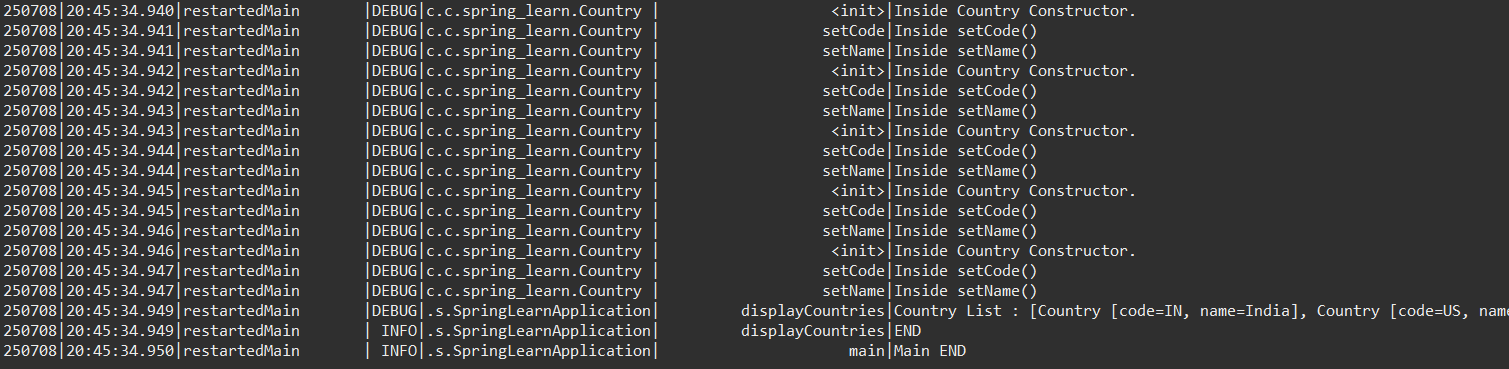 250708|20:45:34.940|restartedMain       |DEBUG|c.c.spring_learn.Country |                   <init>|Inside Country Constructor.
250708|20:45:34.941|restartedMain       |DEBUG|c.c.spring_learn.Country |                  setCode|Inside setCode()
250708|20:45:34.941|restartedMain       |DEBUG|c.c.spring_learn.Country |                  setName|Inside setName()
250708|20:45:34.942|restartedMain       |DEBUG|c.c.spring_learn.Country |                   <init>|Inside Country Constructor.
250708|20:45:34.942|restartedMain       |DEBUG|c.c.spring_learn.Country |                  setCode|Inside setCode()
250708|20:45:34.943|restartedMain       |DEBUG|c.c.spring_learn.Country |                  setName|Inside setName()
250708|20:45:34.943|restartedMain       |DEBUG|c.c.spring_learn.Country |                   <init>|Inside Country Constructor.
250708|20:45:34.944|restartedMain       |DEBUG|c.c.spring_learn.Country |                  setCode|Inside setCode()
250708|20:45:34.944|restartedMain       |DEBUG|c.c.spring_learn.Country |                  setName|Inside setName()
250708|20:45:34.945|restartedMain       |DEBUG|c.c.spring_learn.Country |                   <init>|Inside Country Constructor.
250708|20:45:34.945|restartedMain       |DEBUG|c.c.spring_learn.Country |                  setCode|Inside setCode()
250708|20:45:34.946|restartedMain       |DEBUG|c.c.spring_learn.Country |                  setName|Inside setName()
250708|20:45:34.946|restartedMain       |DEBUG|c.c.spring_learn.Country |                   <init>|Inside Country Constructor.
250708|20:45:34.947|restartedMain       |DEBUG|c.c.spring_learn.Country |                  setCode|Inside setCode()
250708|20:45:34.947|restartedMain       |DEBUG|c.c.spring_learn.Country |                  setName|Inside setName()
250708|20:45:34.949|restartedMain       |DEBUG|.s.SpringLearnApplication|         displayCountries|Country List : [Country [code=IN, name=India], Country [code=US, nam
250708|20:45:34.949|restartedMain       | INFO|.s.SpringLearnApplication|         displayCountries|END
250708|20:45:34.950|restartedMain       | INFO|.s.SpringLearnApplication|                     main|Main END